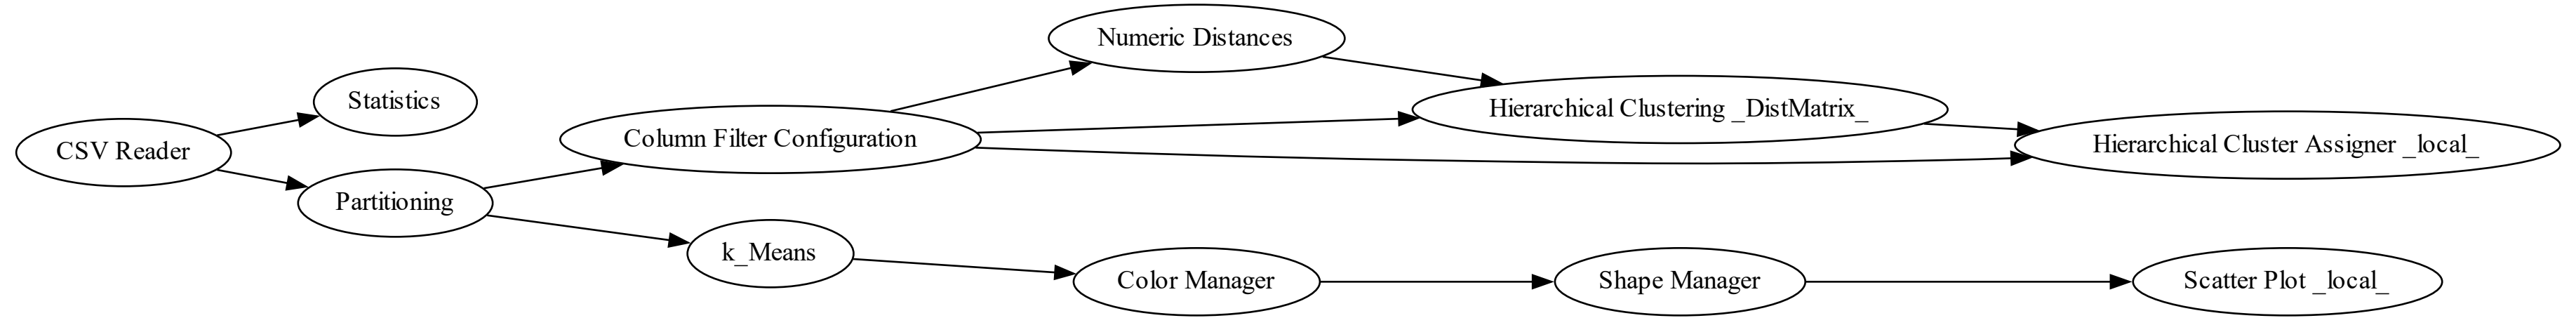 CSV Reader
Statistics
Partitioning
Column Filter Configuration
k_Means
Numeric Distances
Color Manager
Hierarchical Clustering _DistMatrix_
Shape Manager
Hierarchical Cluster Assigner _local_
Scatter Plot _local_